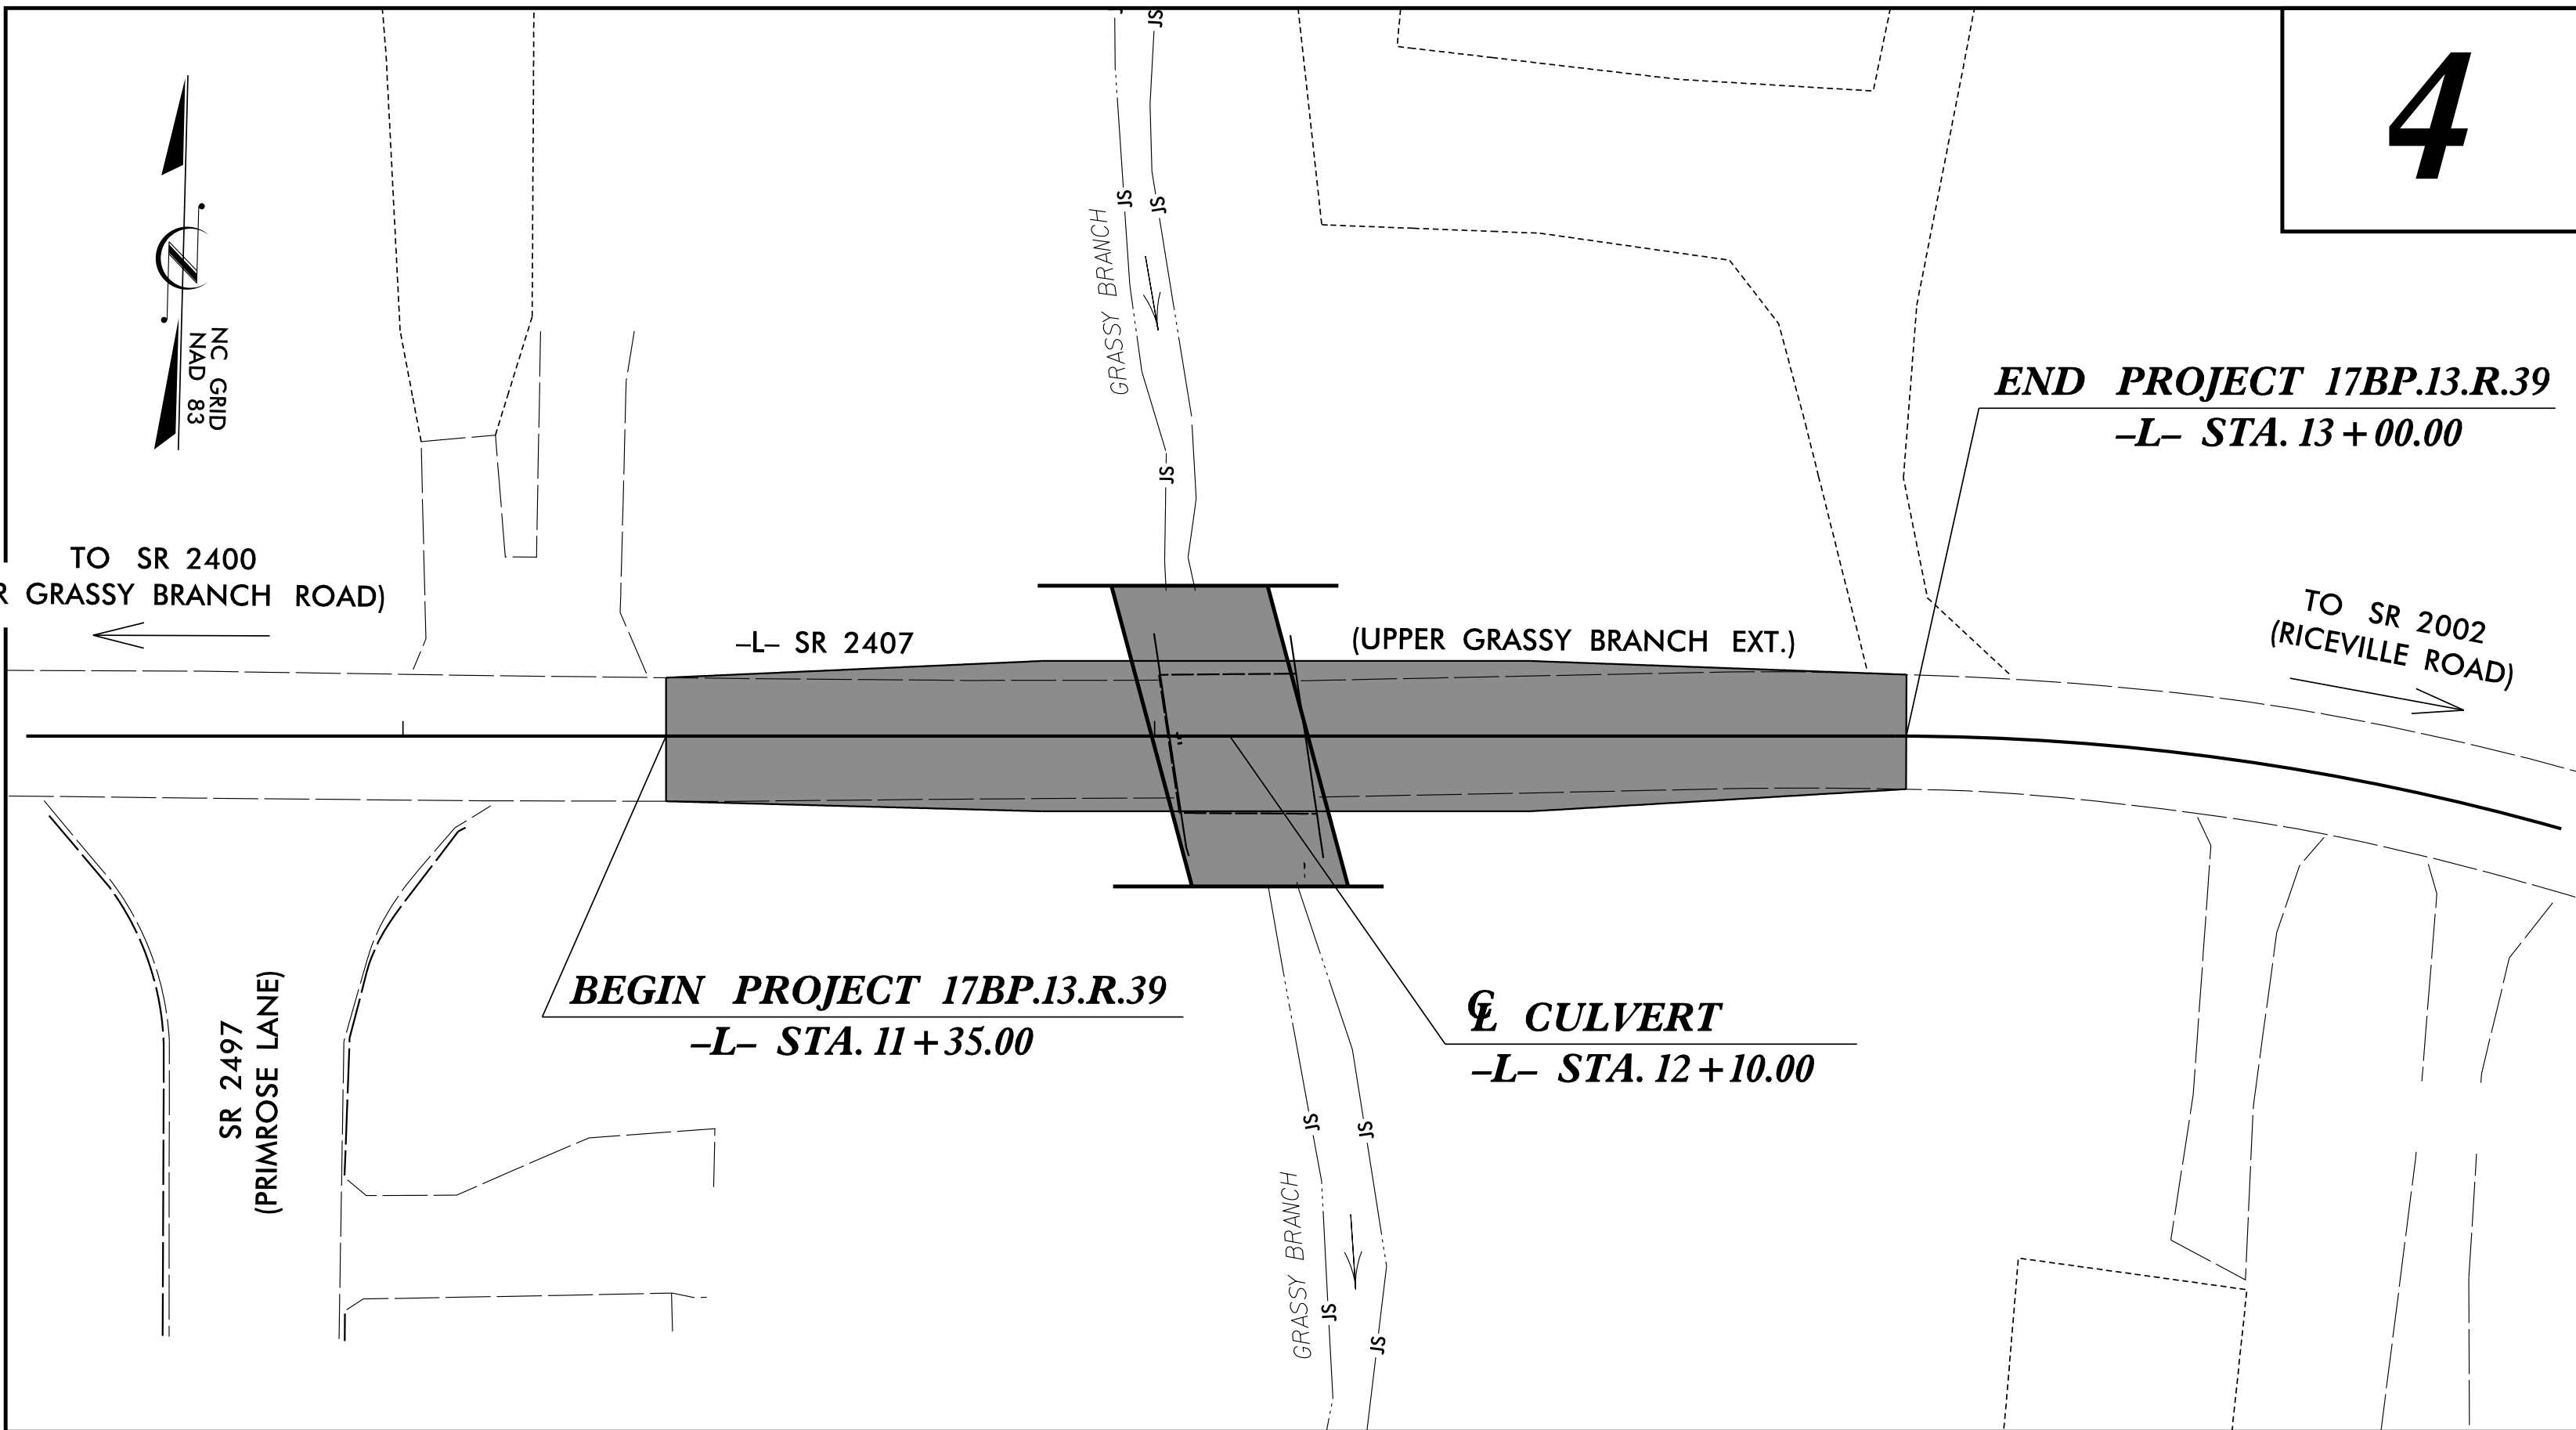 4
JS
JS
JS
GRASSY BRANCH
NC GRID
NAD 83
JS
END PROJECT 17BP.13.R.39
–L– STA. 13+00.00
TO SR 2400
R GRASSY BRANCH ROAD)
–L– SR 2407
(UPPER GRASSY BRANCH EXT.)
TO SR 2002
(RICEVILLE ROAD)
BEGIN PROJECT 17BP.13.R.39
–L– STA. 11+35.00
℄ CULVERT
–L– STA. 12+10.00
SR 2497
(PRIMROSE LANE)
JS
JS
GRASSY BRANCH
JS
JS